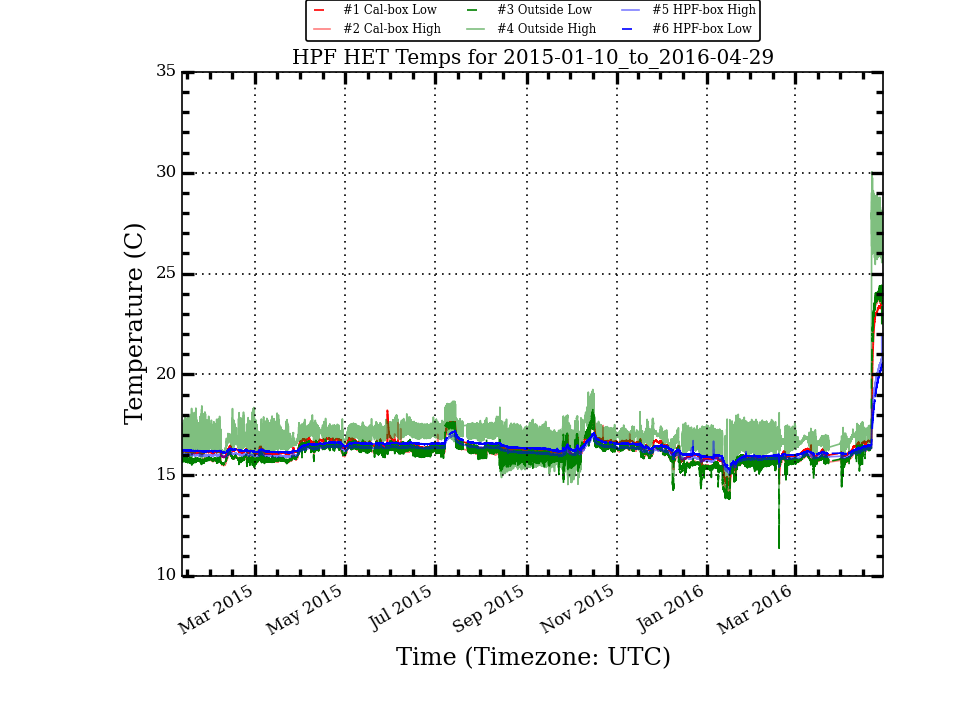 #1 Cal-box Low #3 Outside Low #5 HPF-box High
#2 Cal-box High #4 Outside High #6 HPF-box Low
HPF HET Temps for 2015-01-10_to_2016-04-29
35
30
25
20
15
10
Temperature (C)
Mar 2015 May 2015 Jul 2015 Sep 2015 Nov 2015 Jan 2016 Mar 2016
Time (Timezone: UTC)